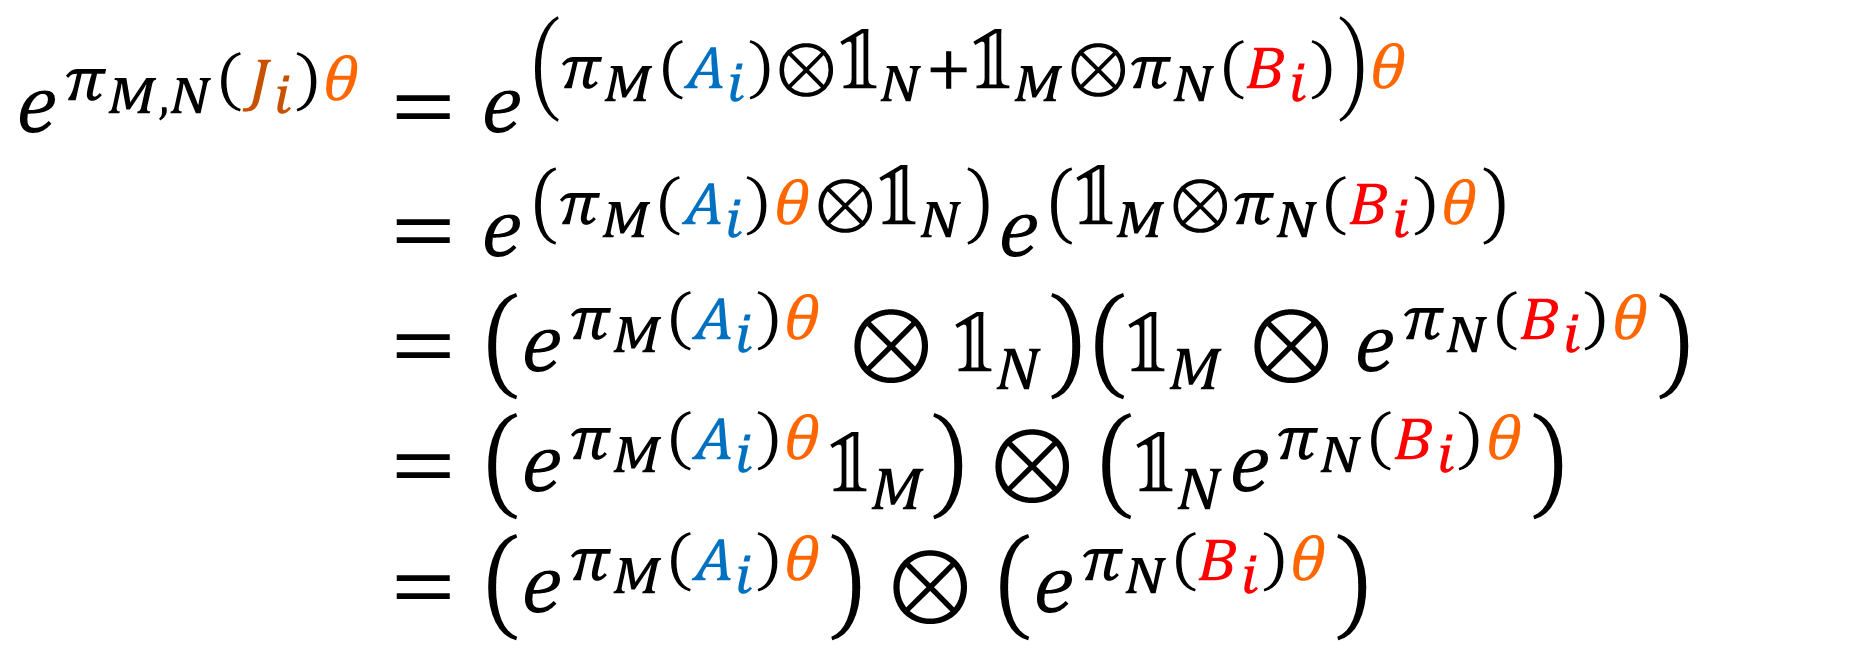 e^{π_{M,N}(J_i)θ} = e^{(π_M(A_i)⊗𝟙_N+𝟙_M⊗π_N(B_i))θ}
= e^{(π_M(A_i)θ⊗𝟙_N)}e^{(𝟙_M⊗π_N(B_i)θ)}
= (e^{π_M(A_i)θ} ⊗ 𝟙_N)(𝟙_M ⊗ e^{π_N(B_i)θ})
= (e^{π_M(A_i)θ}𝟙_M) ⊗ (𝟙_Ne^{π_N(B_i)θ})
= (e^{π_M(A_i)θ}) ⊗ (e^{π_N(B_i)θ})